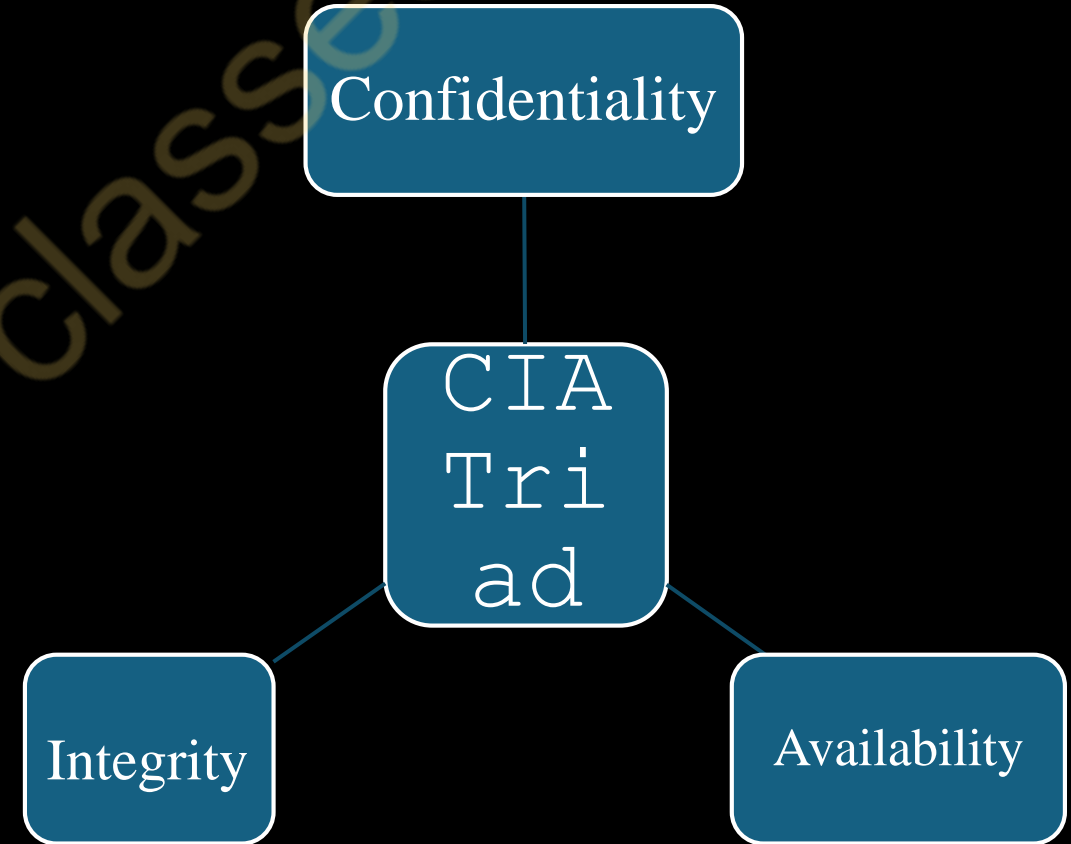 classe
Confidentiality
CIA
Tri
ad
Integrity
Availability